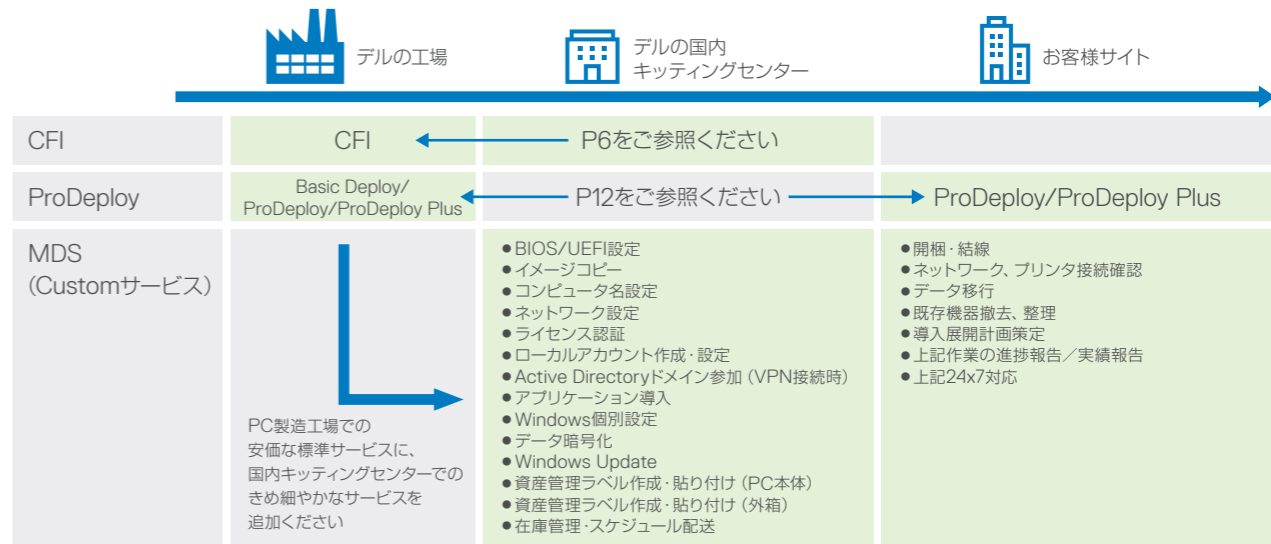 デルの工場
デルの国内
キッティングセンター
お客様サイト
CFI
CFI
P6をご参照ください
ProDeploy
Basic Deploy/
ProDeploy/ProDeploy Plus
P12をご参照ください
ProDeploy/ProDeploy Plus
MDS
(Customサービス)
PC製造工場での
安価な標準サービスに、
国内キッティングセンターでの
きめ細やかなサービスを
追加ください
●BIOS/UEFI設定
●イメージコピー
●コンピュータ名設定
●ネットワーク設定
●ライセンス認証
●ローカルアカウント作成・設定
●Active Directoryドメイン参加(VPN接続時)
●アプリケーション導入
●Windows個別設定
●データ暗号化
●Windows Update
●資産管理ラベル作成・貼り付け(PC本体)
●資産管理ラベル作成・貼り付け(外箱)
●在庫管理・スケジュール配送
●開梱・結線
●ネットワーク、プリンタ接続確認
●データ移行
●既存機器撤去、整理
●導入展開計画策定
●上記作業の進捗報告/実績報告
●上記24x7対応